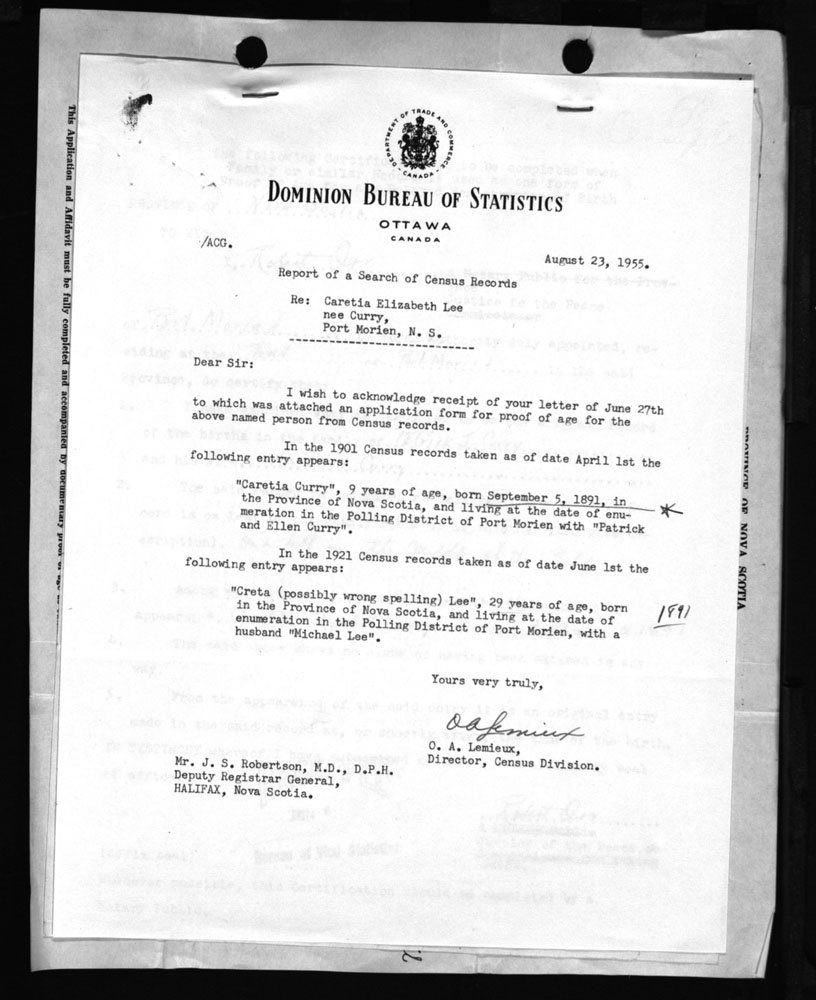 DEPARTMENT OF TRADE AND COMMERCE
CANADA
DOMINION BUREAU OF STATISTICS
OTTAWA
CANADA
/ACG.
August 23, 1955.
Report of a Search of Census Records
Re: Caretia Elizabeth Lee
nee Curry,
Port Morien, N. S.
Dear Sir:
I wish to acknowledge receipt of your letter of June 27th
to which was attached an application form for proof of age for the
above named person from Census records.
In the 1901 Census records taken as of date April 1st the
following entry appears:
"Caretia Curry", 9 years of age, born September 5, 1891, in
the Province of Nova Scotia, and living at the date of enu-
meration in the Polling District of Port Morien with "Patrick
and Ellen Curry".
In the 1921 Census records taken as of date June 1st the
following entry appears:
"Creta (possibly wrong spelling) Lee", 29 years of age, born
in the Province of Nova Scotia, and living at the date of
enumeration in the Polling District of Port Morien, with a
husband "Michael Lee".
1891
Yours very truly,
O A Lemieux
O. A. Lemieux,
Director, Census Division.
Mr. J. S. Robertson, M.D., D.P.H.
Deputy Registrar General,
HALIFAX, Nova Scotia.
This Application and Affidavit must be fully completed and accompanied by documentary proof of age
PROVINCE OF NOVA SCOTIA